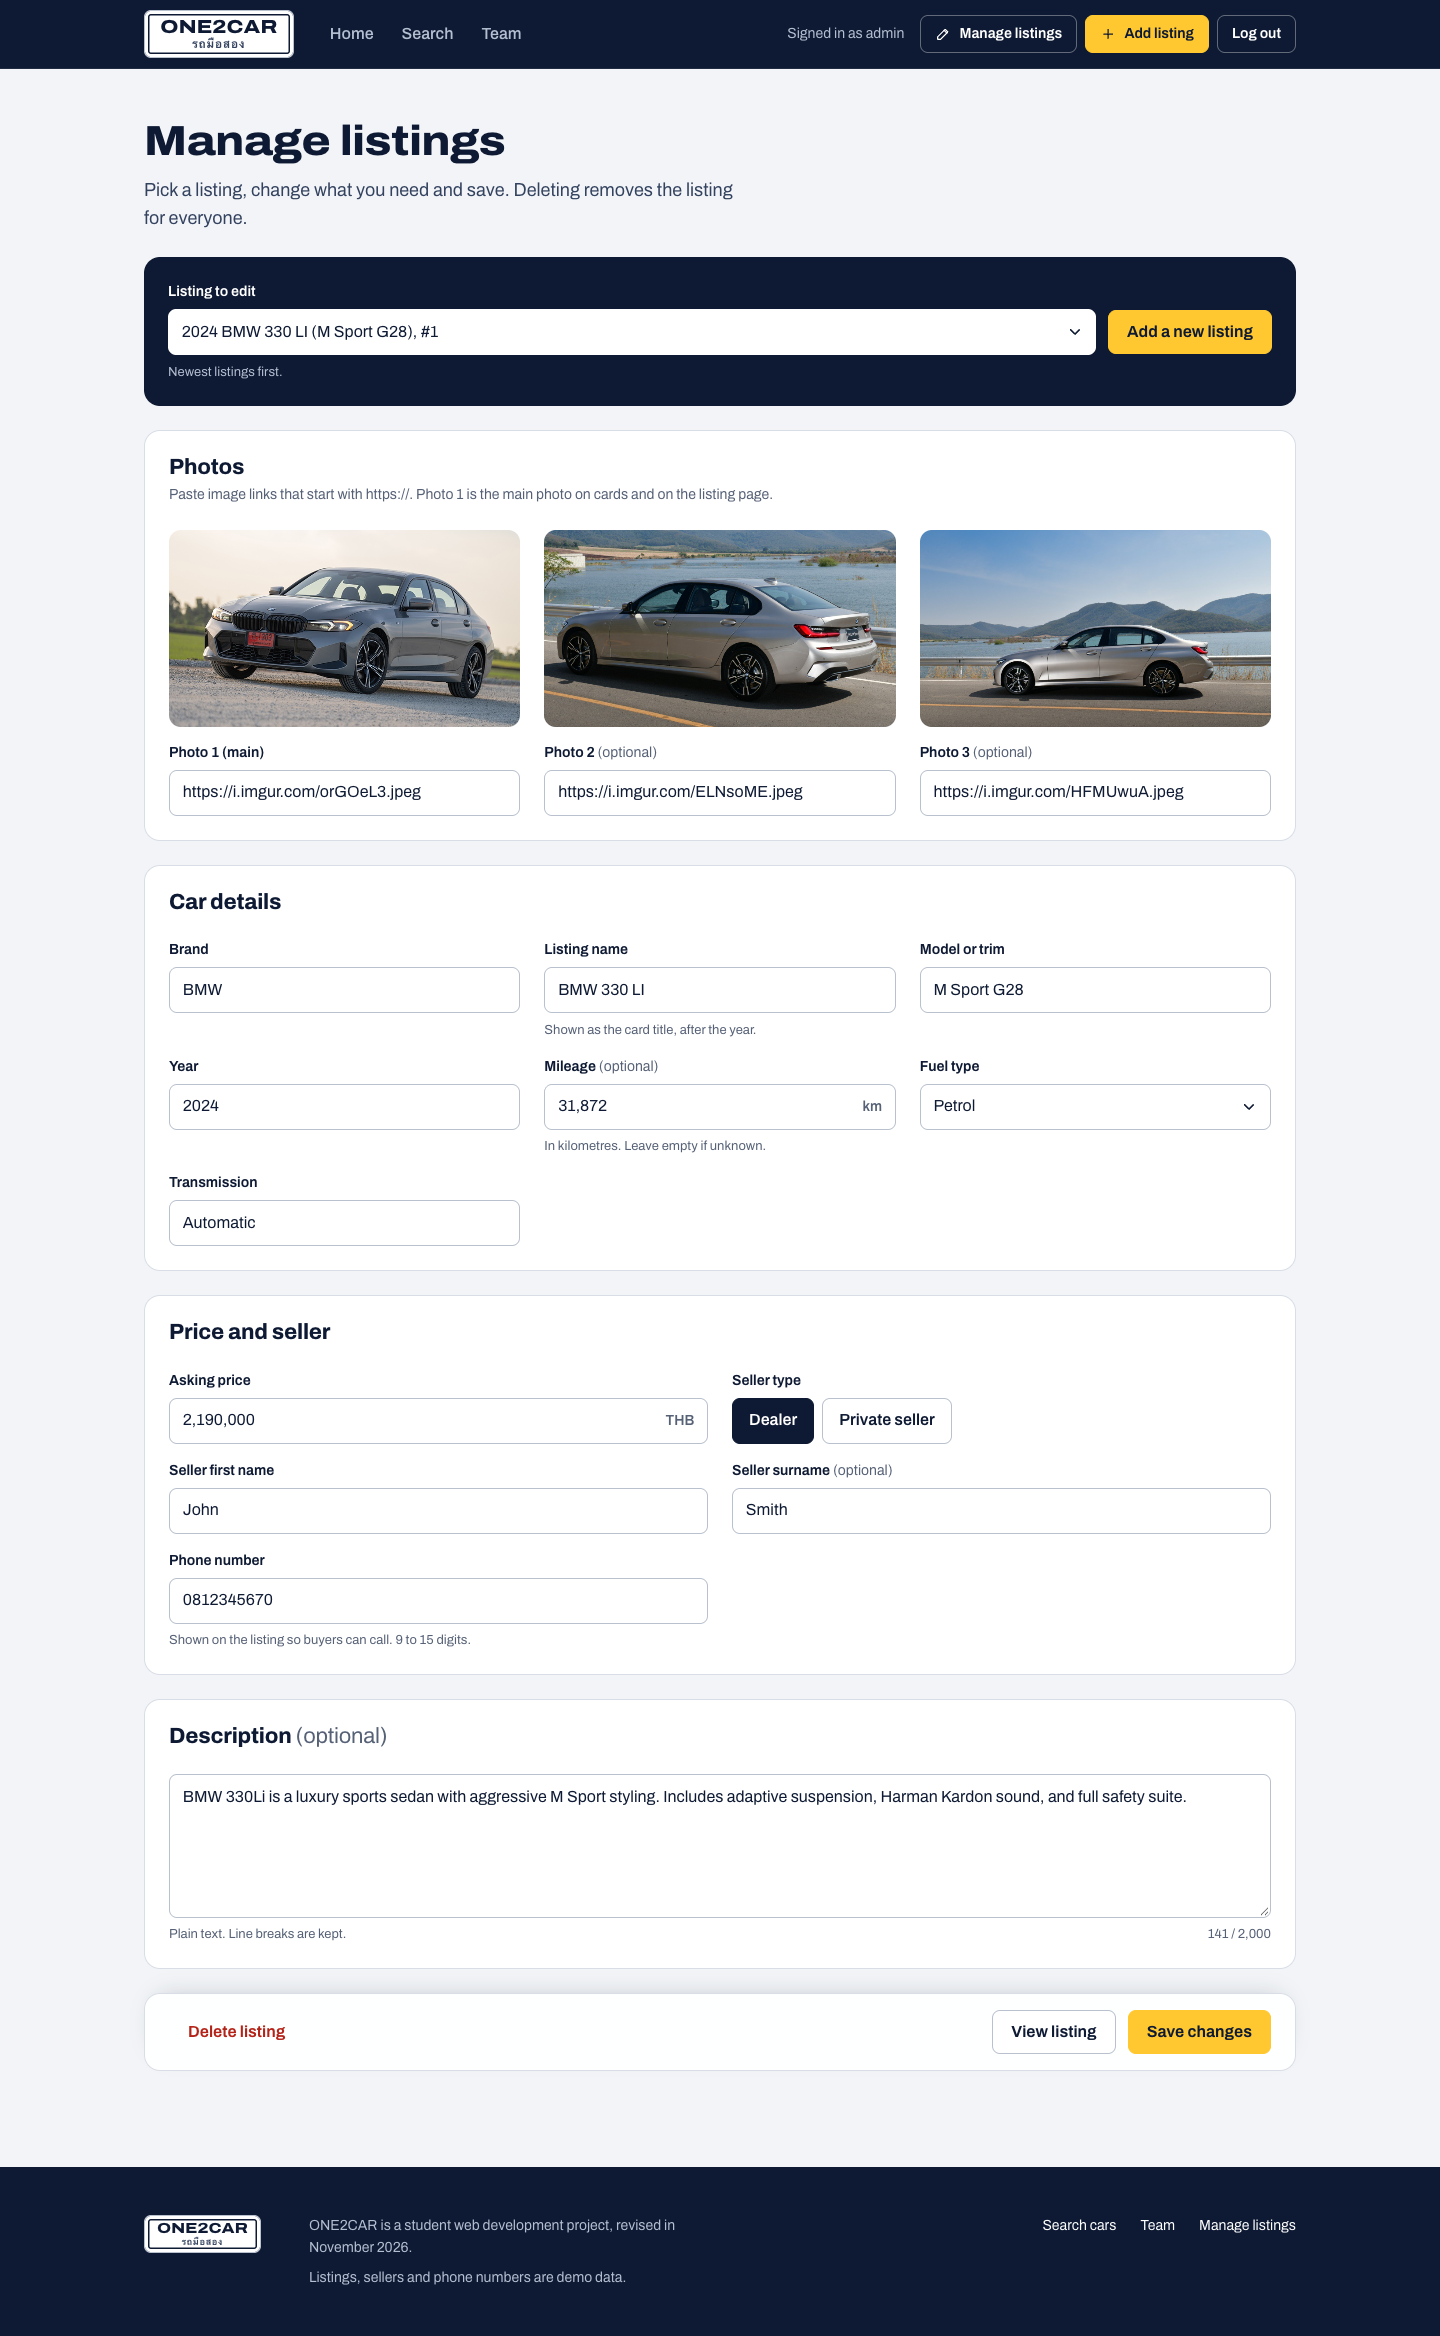 ONE2CAR
รถมือสอง
Home
Search
Team
Signed in as admin
Manage listings
Add listing
Log out
Manage listings
Pick a listing, change what you need and save. Deleting removes the listing
for everyone.
Listing to edit
2024 BMW 330 LI (M Sport G28), #1
Add a new listing
Newest listings first.
Photos
Paste image links that start with https://. Photo 1 is the main photo on cards and on the listing page.
Photo 1 (main)
Photo 2 (optional)
Photo 3 (optional)
https://i.imgur.com/orGOeL3.jpeg
https://i.imgur.com/ELNsoME.jpeg
https://i.imgur.com/HFMUwuA.jpeg
Car details
Brand
Listing name
Model or trim
BMW
BMW 330 LI
M Sport G28
Shown as the card title, after the year.
Year
Mileage (optional)
Fuel type
2024
31,872 km
Petrol
In kilometres. Leave empty if unknown.
Transmission
Automatic
Price and seller
Asking price
Seller type
2,190,000 THB
Dealer
Private seller
Seller first name
Seller surname (optional)
John
Smith
Phone number
0812345670
Shown on the listing so buyers can call. 9 to 15 digits.
Description (optional)
BMW 330Li is a luxury sports sedan with aggressive M Sport styling. Includes adaptive suspension, Harman Kardon sound, and full safety suite.
Plain text. Line breaks are kept.
141 / 2,000
Delete listing
View listing
Save changes
ONE2CAR
รถมือสอง
ONE2CAR is a student web development project, revised in
November 2026.
Listings, sellers and phone numbers are demo data.
Search cars
Team
Manage listings